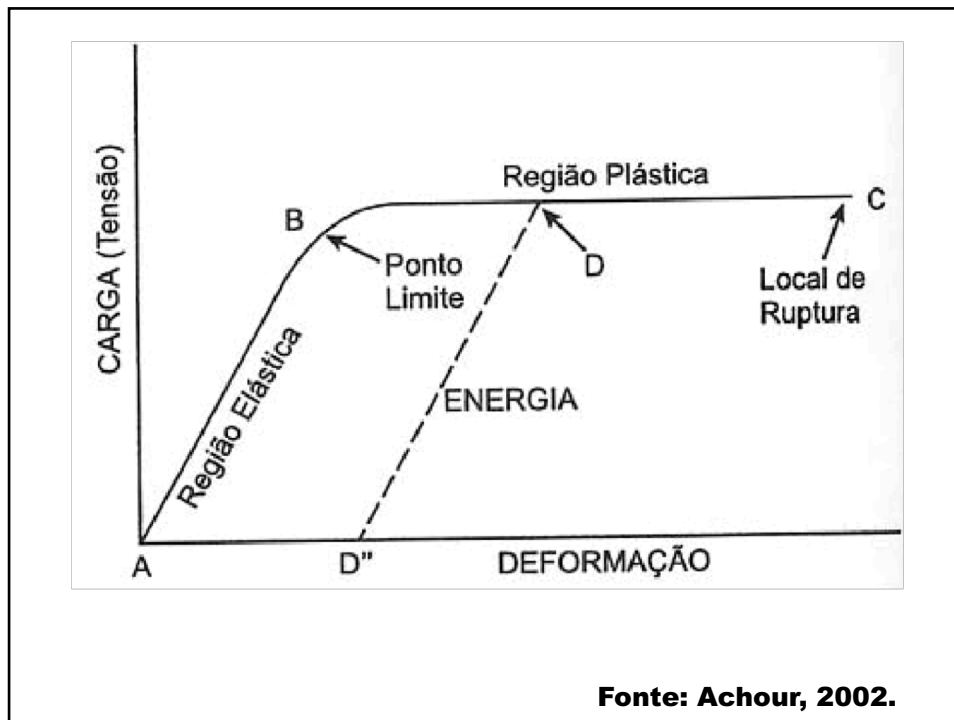 CARGA (Tensão)
Região Plástica
B
C
Ponto
Limite
D
Local de
Ruptura
Região Elástica
ENERGIA
A
D"
DEFORMAÇÃO
Fonte: Achour, 2002.